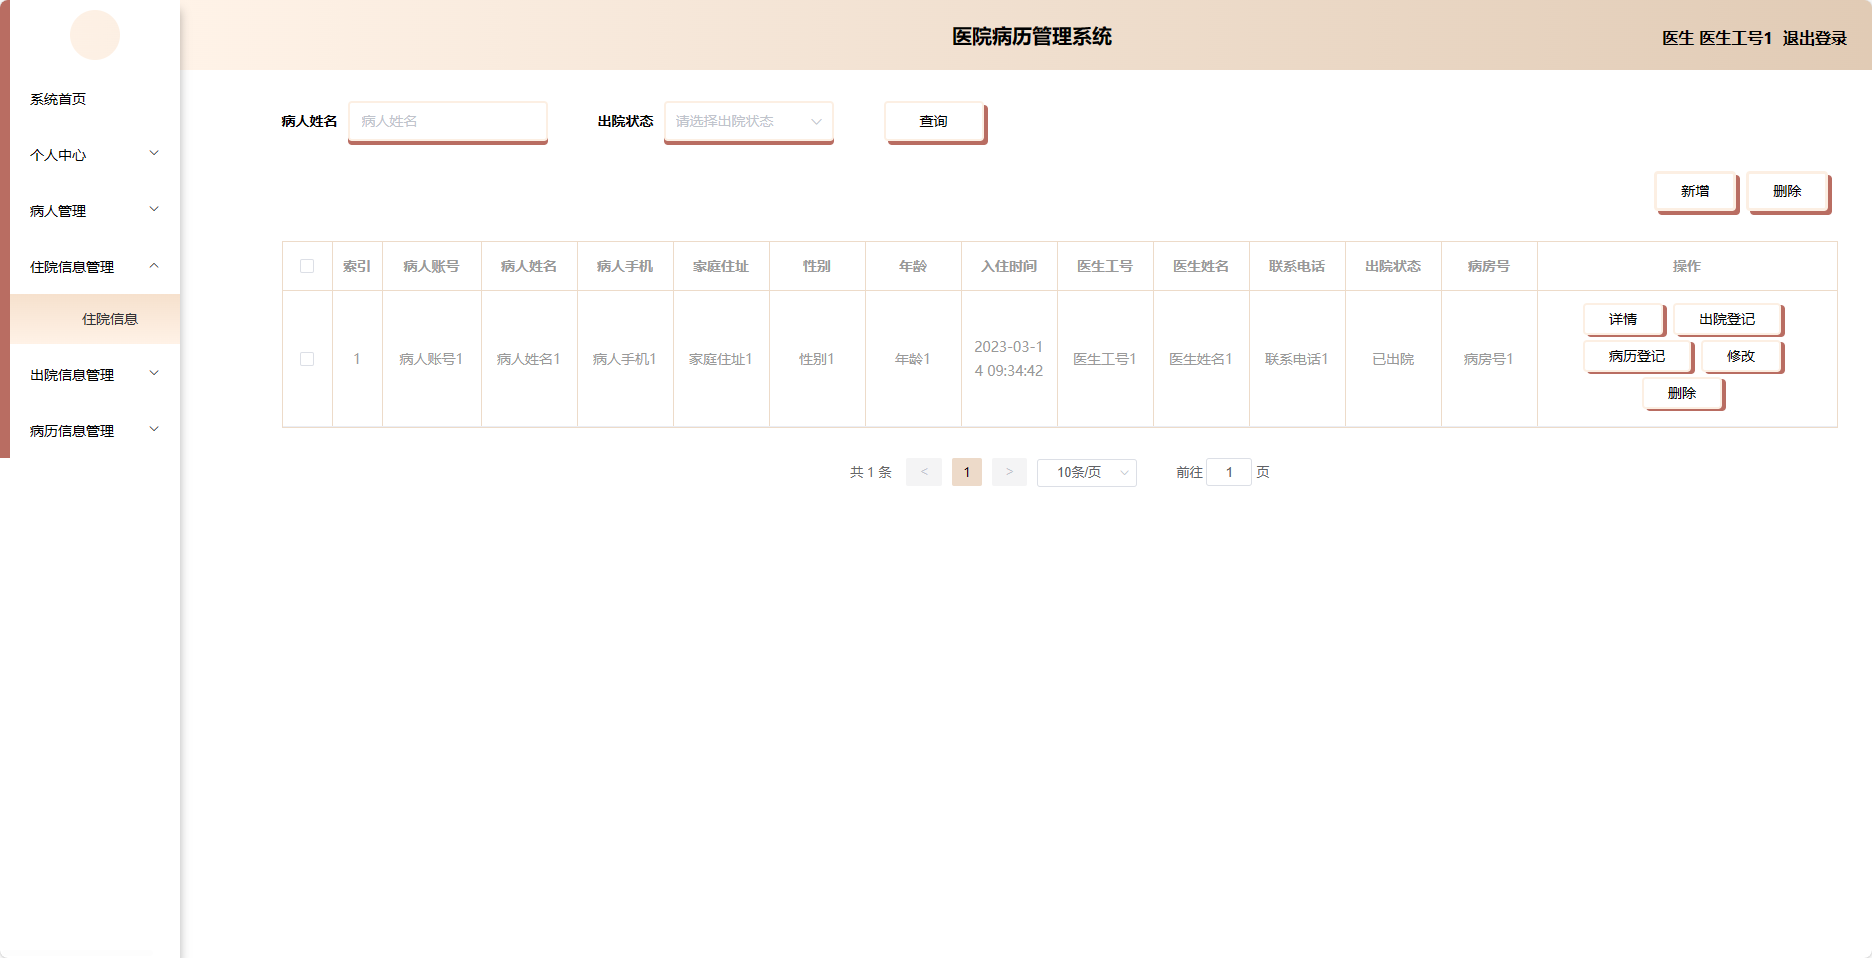 医院病历管理系统
医生 医生工号1 退出登录
系统首页
个人中心
病人管理
住院信息管理
住院信息
出院信息管理
病历信息管理
病人姓名 病人姓名 出院状态 请选择出院状态 查询
新增 删除
索引 病人账号 病人姓名 病人手机 家庭住址 性别 年龄 入住时间 医生工号 医生姓名 联系电话 出院状态 病房号 操作
1 病人账号1 病人姓名1 病人手机1 家庭住址1 性别1 年龄1 2023-03-1
4 09:34:42 医生工号1 医生姓名1 联系电话1 已出院 病房号1
详情 出院登记
病历登记 修改
删除
共 1 条 < 1 > 10条/页 前往 1 页